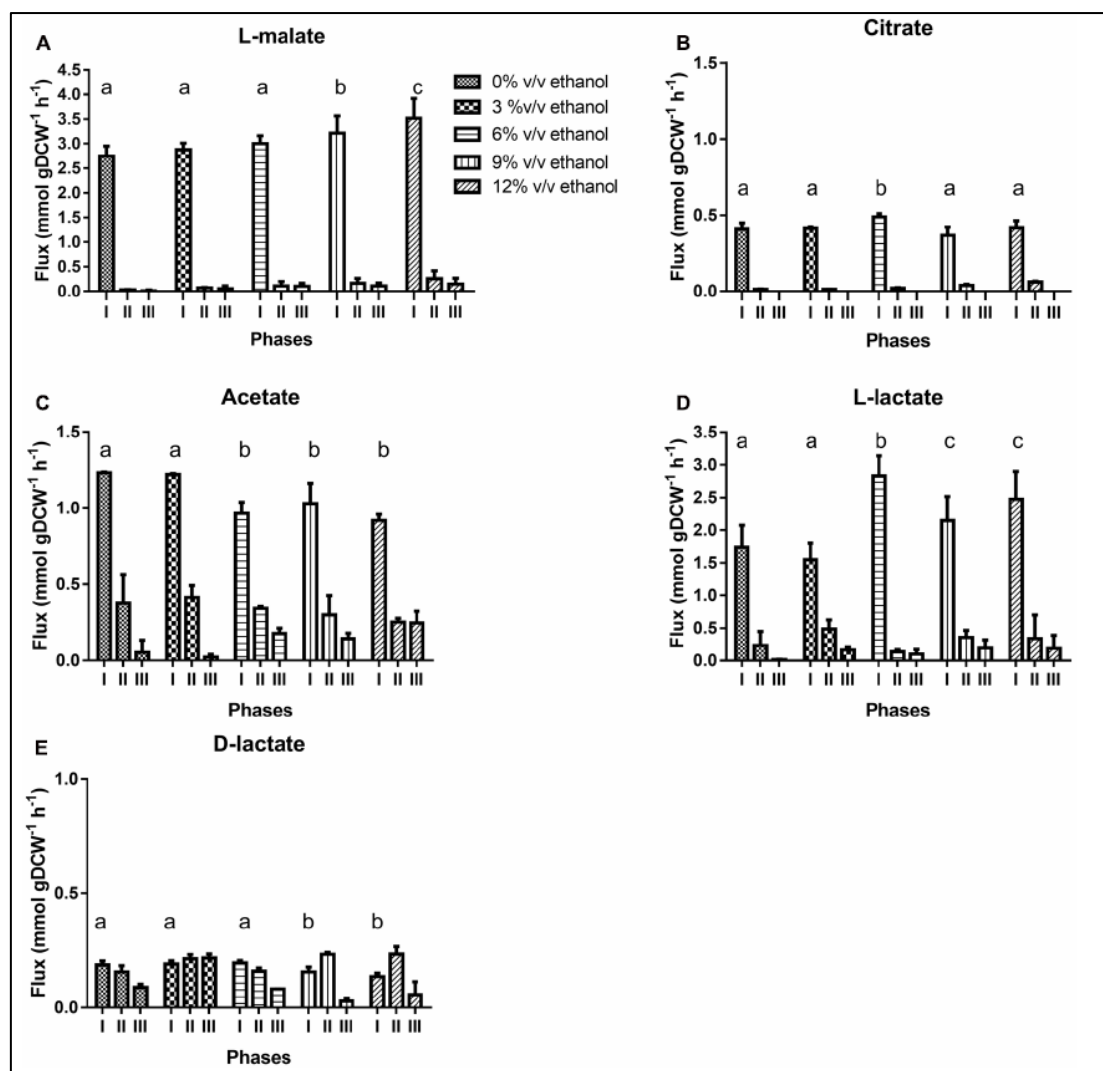 A
L-malate
Flux (mmol gDCW-1 h-1)
4.5
4.0
3.5
3.0
2.5
2.0
1.5
1.0
0.5
0.0
a a a b c
I II III I II III I II III I II III I II III
Phases
0% v/v ethanol
3 %v/v ethanol
6% v/v ethanol
9% v/v ethanol
12% v/v ethanol
B
Citrate
Flux (mmol gDCW-1 h-1)
1.5
1.0
0.5
0.0
a a b a a
I II III I II III I II III I II III I II III
Phases
C
Acetate
Flux (mmol gDCW-1 h-1)
1.5
1.0
0.5
0.0
a a b b b
I II III I II III I II III I II III I II III
Phases
D
L-lactate
Flux (mmol gDCW-1 h-1)
3.5
3.0
2.5
2.0
1.5
1.0
0.5
0.0
a a b c c
I II III I II III I II III I II III I II III
Phases
E
D-lactate
Flux (mmol gDCW-1 h-1)
1.0
0.5
0.0
a a a b b
I II III I II III I II III I II III I II III
Phases